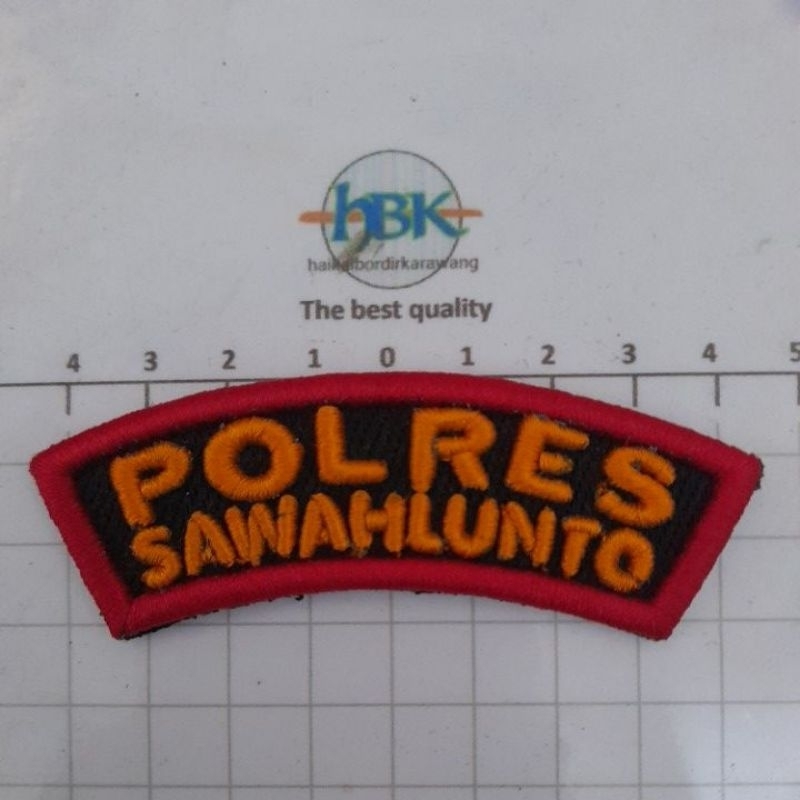 hBK
haikalbordirkarawang
The best quality
4 3 2 1 0 1 2 3 4 5
POLRES
SAWAHLUNTO